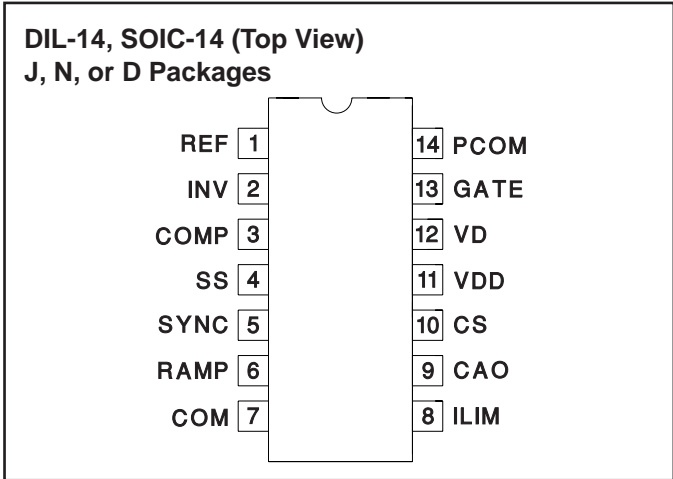 DIL-14, SOIC-14 (Top View)
J, N, or D Packages
REF 1 14 PCOM
INV 2 13 GATE
COMP 3 12 VD
SS 4 11 VDD
SYNC 5 10 CS
RAMP 6 9 CAO
COM 7 8 ILIM